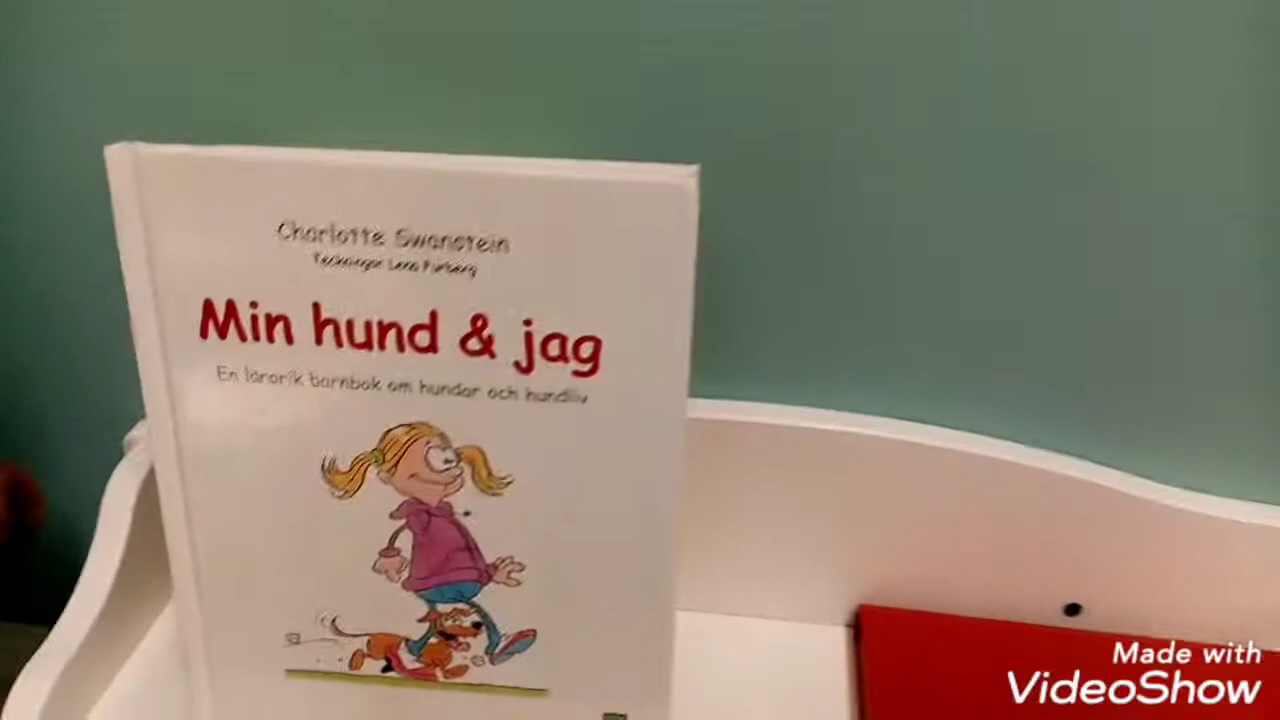 Charlotte Swanstein
Teckningar Lena Furberg
Min hund & jag
En lärorik barnbok om hundar och hundliv
Made with
VideoShow